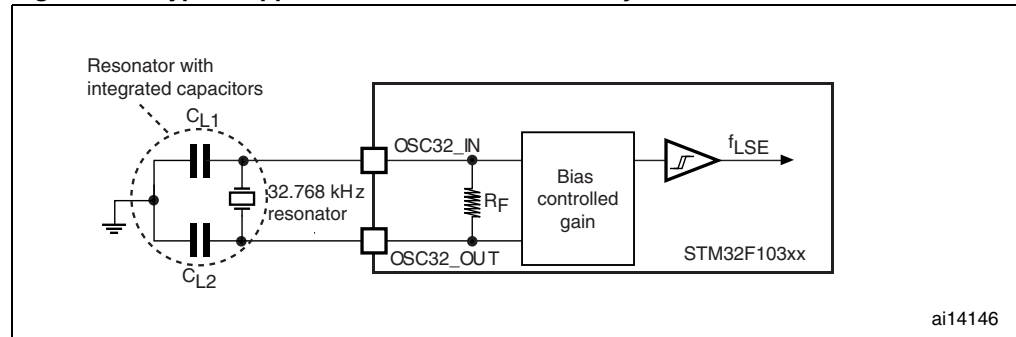 Resonator with
integrated capacitors
CL1
OSC32_IN
fLSE
Bias
controlled
gain
32.768 kHz
resonator
RF
STM32F103xx
OSC32_OUT
CL2
ai14146